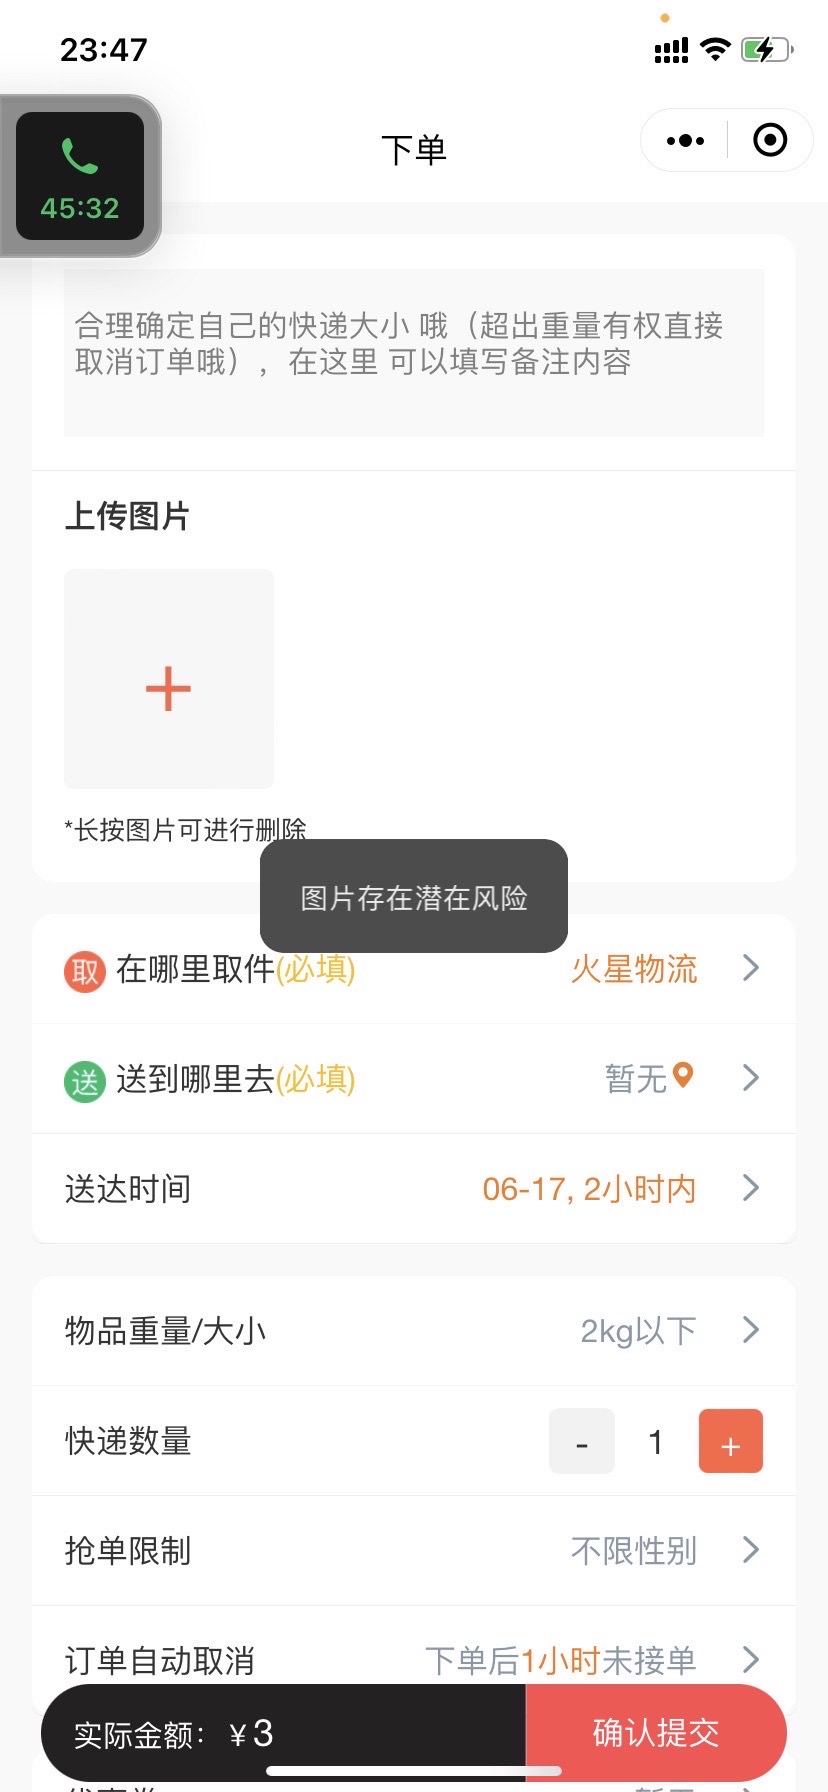 23:47
45:32
下单
合理确定自己的快递大小 哦（超出重量有权直接
取消订单哦），在这里 可以填写备注内容
上传图片
*长按图片可进行删除
图片存在潜在风险
取 在哪里取件(必填) 火星物流
送 送到哪里去(必填) 暂无
送达时间 06-17, 2小时内
物品重量/大小 2kg以下
快递数量 - 1 +
抢单限制 不限性别
订单自动取消 下单后1小时未接单
实际金额：￥3 确认提交